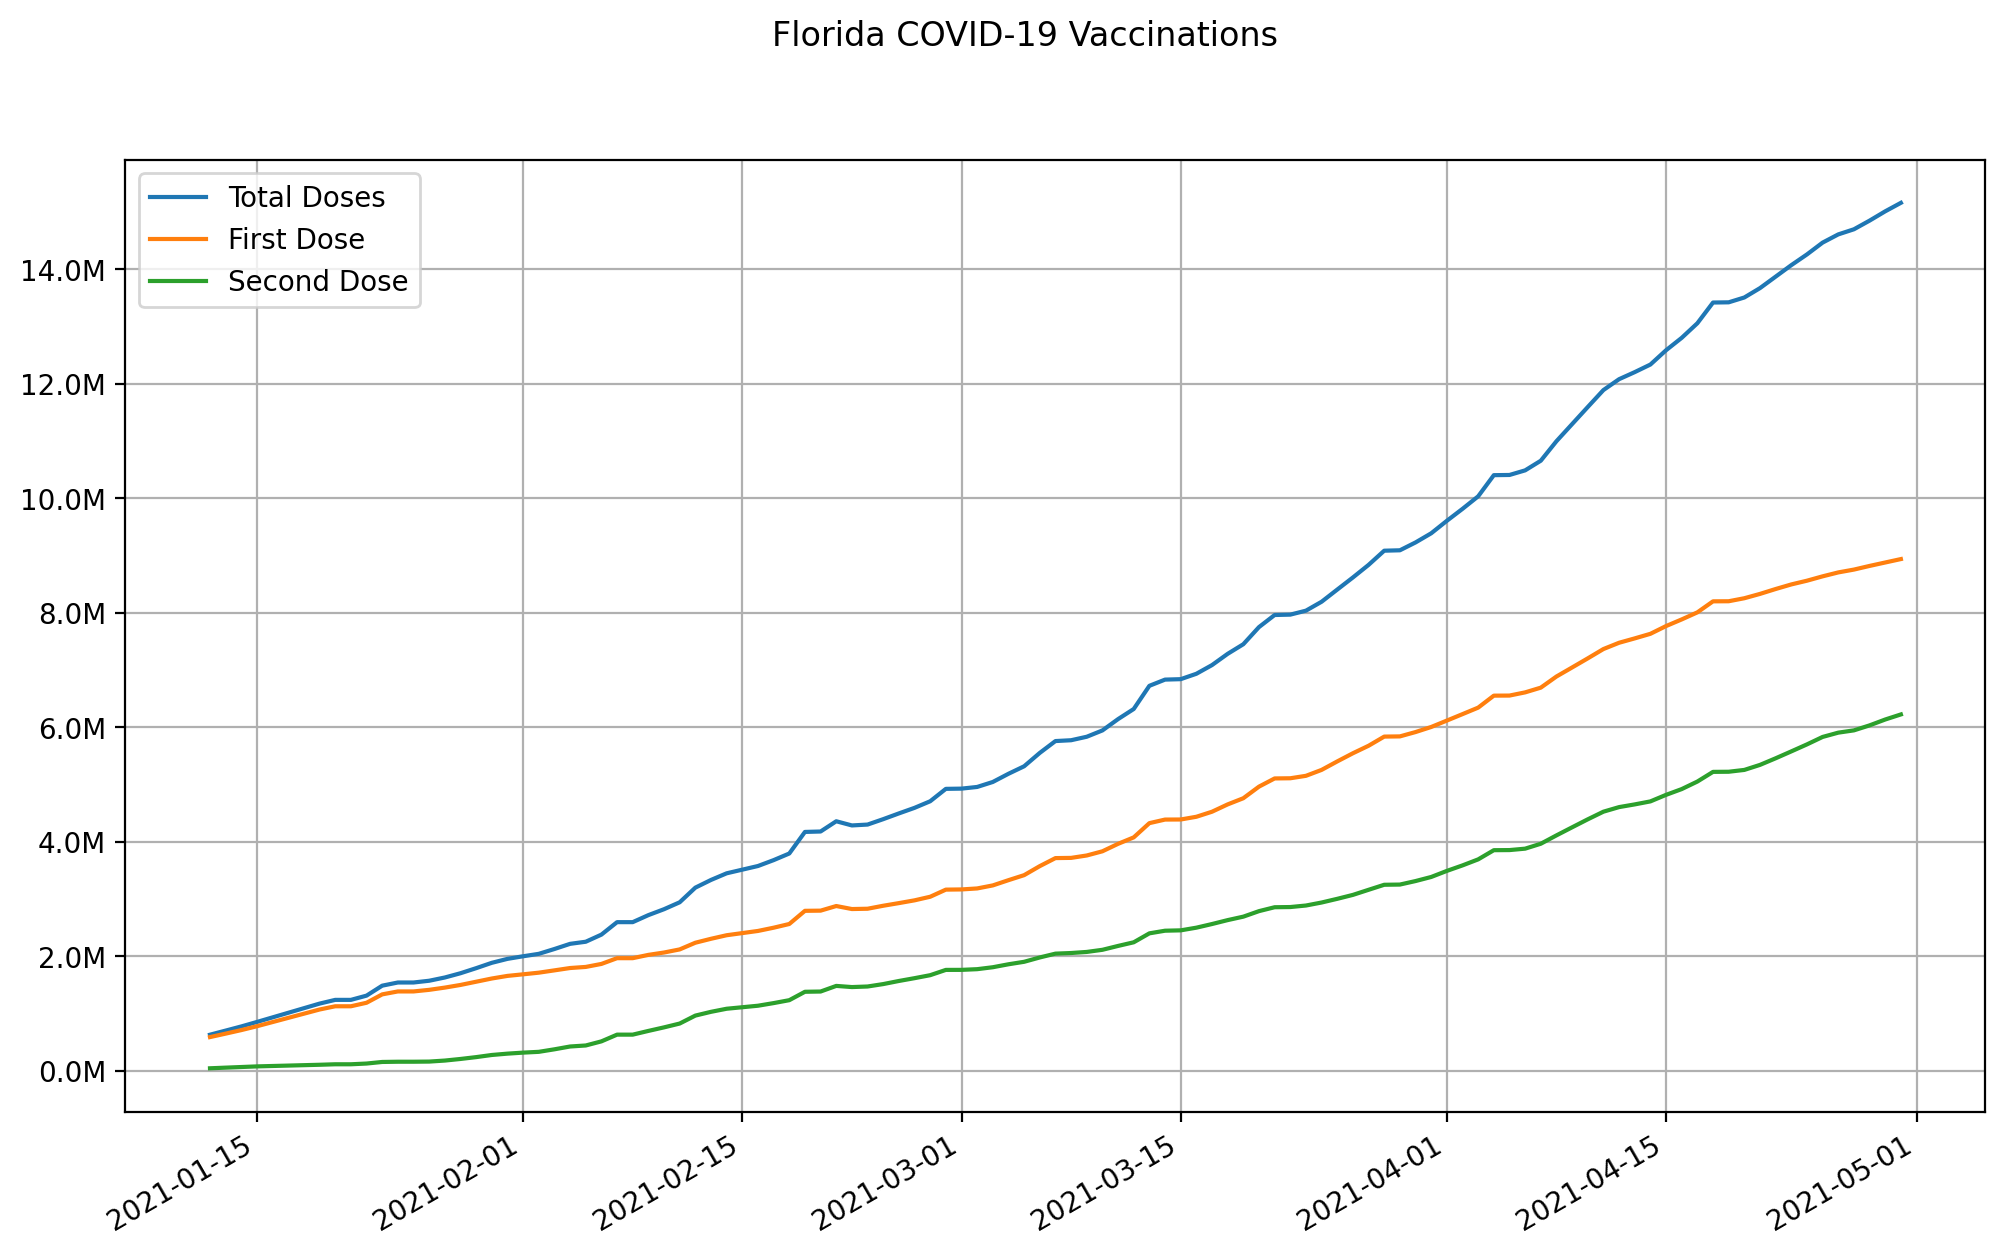 Florida COVID-19 Vaccinations
Total Doses
First Dose
Second Dose
14.0M
12.0M
10.0M
8.0M
6.0M
4.0M
2.0M
0.0M
2021-01-15
2021-02-01
2021-02-15
2021-03-01
2021-03-15
2021-04-01
2021-04-15
2021-05-01